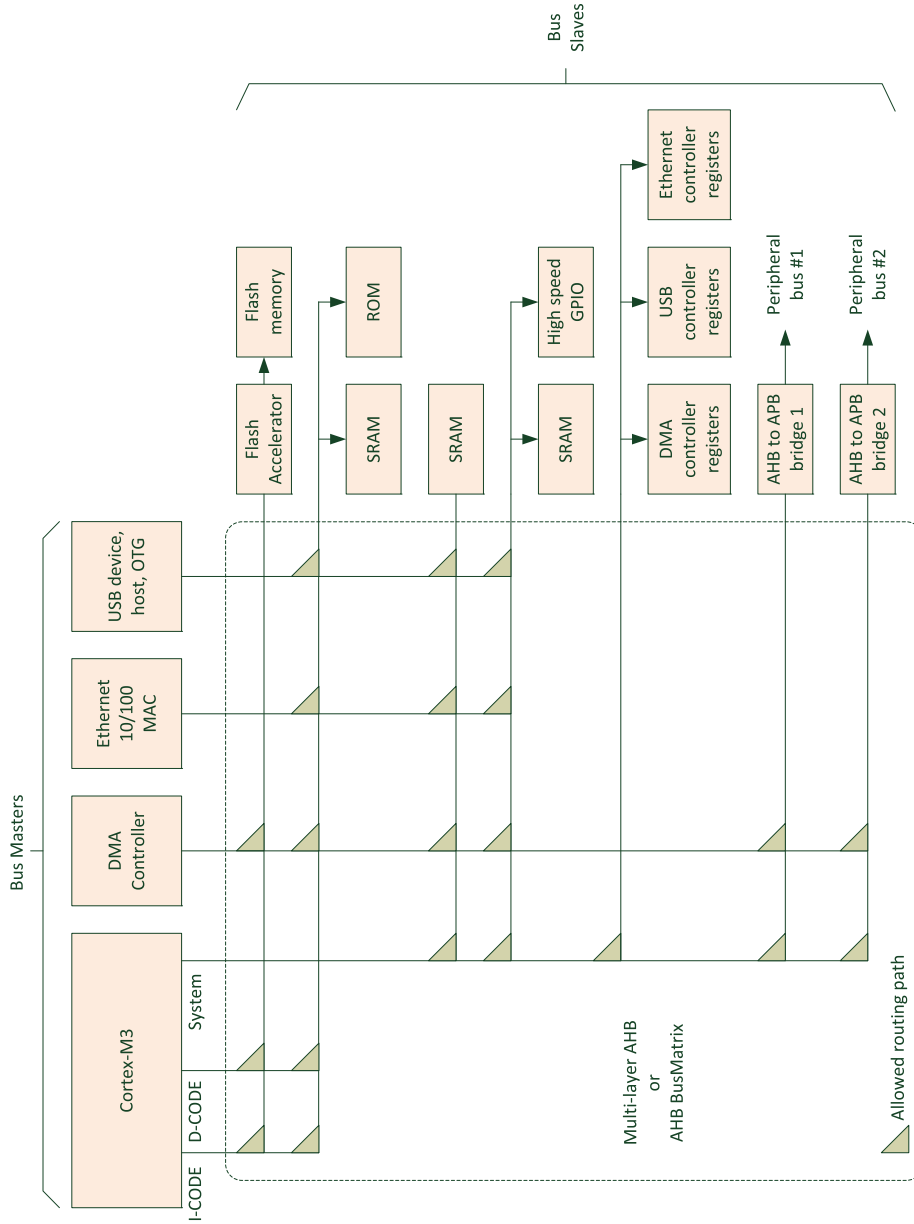 Bus Masters
Cortex-M3
DMA
Controller
Ethernet
10/100
MAC
USB device,
host, OTG
I-CODE
D-CODE
System
Flash
Accelerator
Flash
memory
SRAM
ROM
SRAM
SRAM
High speed
GPIO
DMA
controller
registers
USB
controller
registers
Ethernet
controller
registers
AHB to APB
bridge 1
Peripheral
bus #1
AHB to APB
bridge 2
Peripheral
bus #2
Bus
Slaves
Multi-layer AHB
or
AHB BusMatrix
Allowed routing path